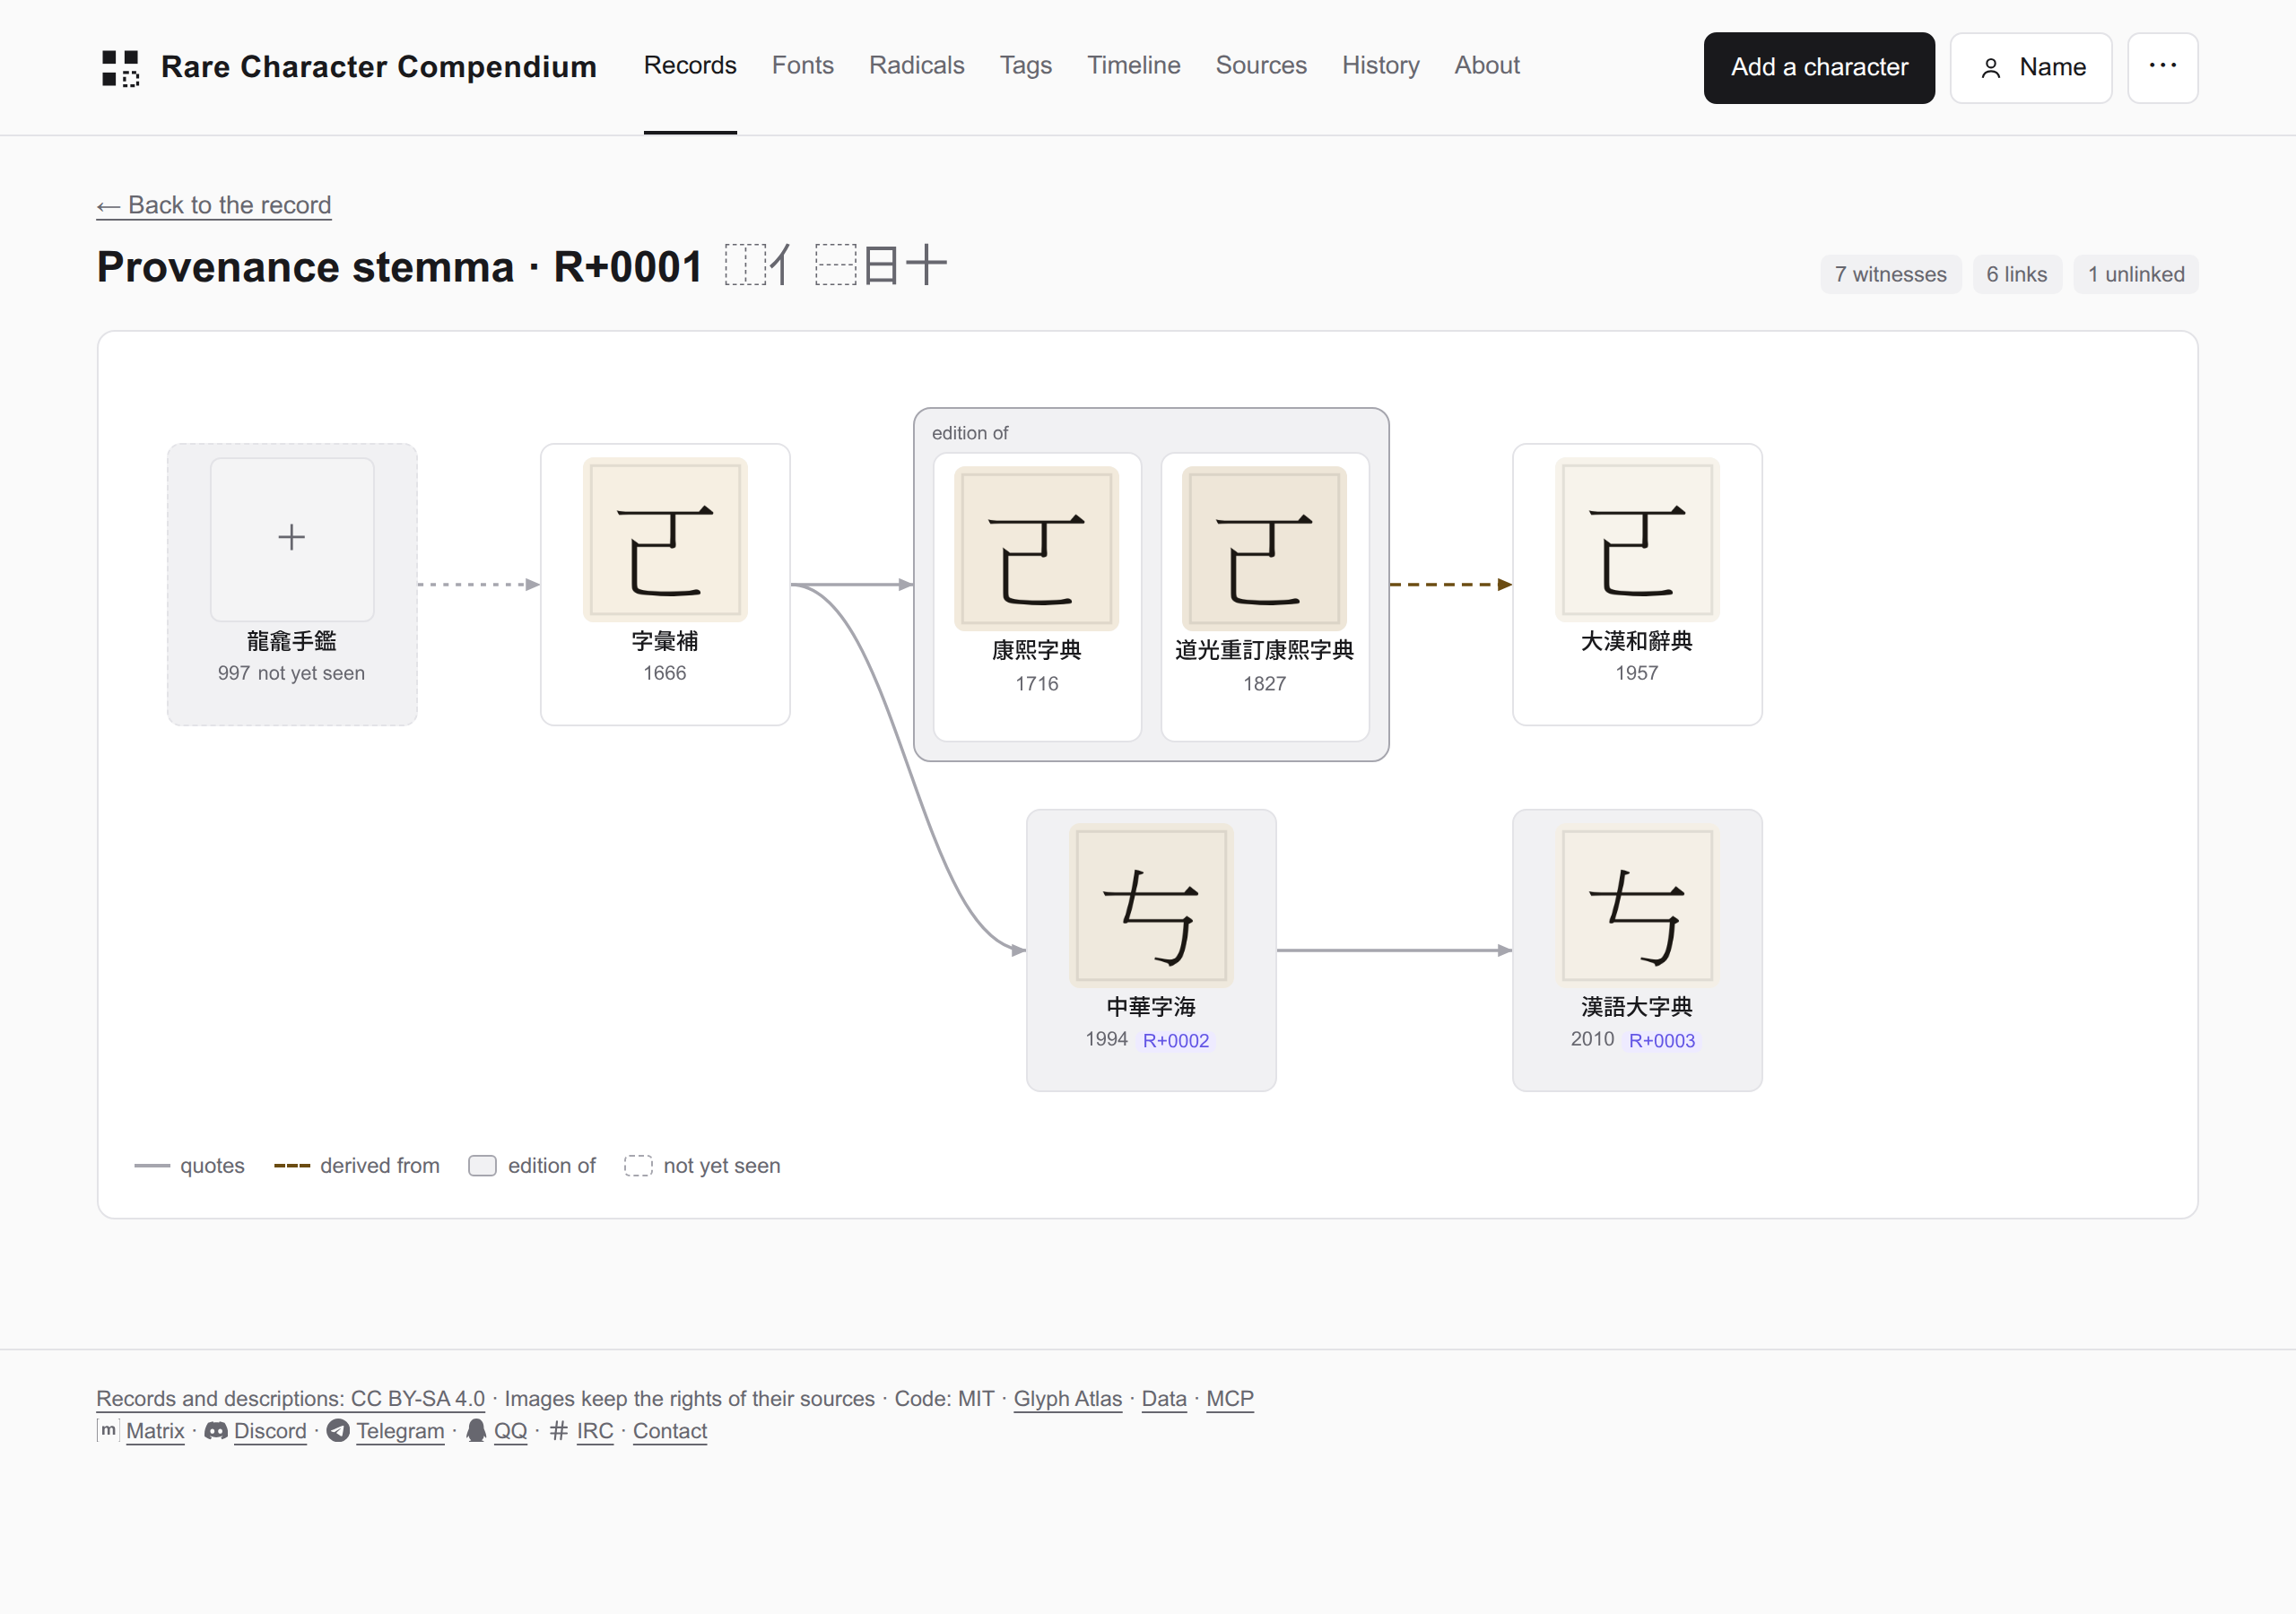 Rare Character Compendium
Records Fonts Radicals Tags Timeline Sources History About
Add a character
Name
← Back to the record
Provenance stemma · R+0001 ⿰亻⿱日十
7 witnesses 6 links 1 unlinked
edition of
龍龕手鑑
997 not yet seen
字彙補
1666
康熙字典
1716
道光重訂康熙字典
1827
大漢和辭典
1957
中華字海
1994 R+0002
漢語大字典
2010 R+0003
quotes derived from edition of not yet seen
Records and descriptions: CC BY-SA 4.0 · Images keep the rights of their sources · Code: MIT · Glyph Atlas · Data · MCP
[m] Matrix · Discord · Telegram · QQ · # IRC · Contact